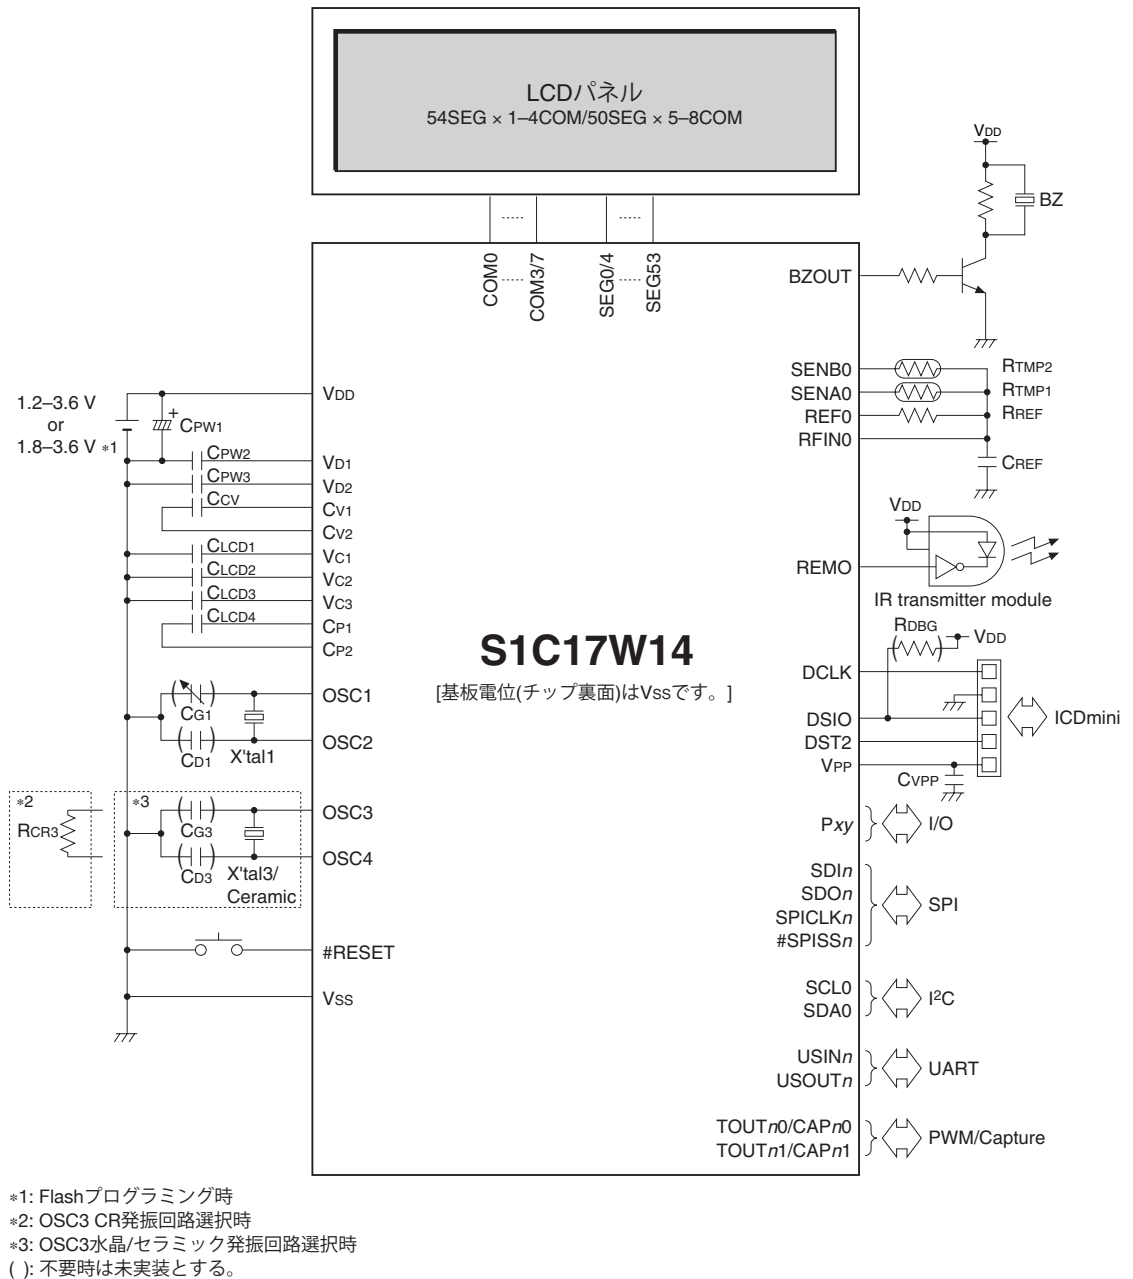 LCDパネル
54SEG × 1–4COM/50SEG × 5–8COM
VDD
BZ
COM0
COM3/7
SEG0/4
SEG53
BZOUT
SENB0
RTMP2
SENA0
RTMP1
REF0
RREF
RFIN0
CREF
1.2–3.6 V
or
1.8–3.6 V *1
+
CPW1
VDD
CPW2
VD1
CPW3
VD2
CCV
CV1
CV2
CLCD1
VC1
CLCD2
VC2
CLCD3
VC3
CLCD4
CP1
CP2
VDD
REMO
IR transmitter module
S1C17W14
[基板電位(チップ裏面)はVSSです。]
RDBG
VDD
DCLK
DSIO
DST2
VPP
CVPP
ICDmini
( )
CG1
OSC1
( )
CD1
X'tal1
OSC2
*2
RCR3
*3
( )
CG3
OSC3
( )
CD3
X'tal3/
Ceramic
OSC4
#RESET
VSS
Pxy
I/O
SDIn
SDOn
SPICLKn
#SPISSn
SPI
SCL0
SDA0
I2C
USINn
USOUTn
UART
TOUTn0/CAPn0
TOUTn1/CAPn1
PWM/Capture
*1: Flashプログラミング時
*2: OSC3 CR発振回路選択時
*3: OSC3水晶/セラミック発振回路選択時
( ): 不要時は未実装とする。